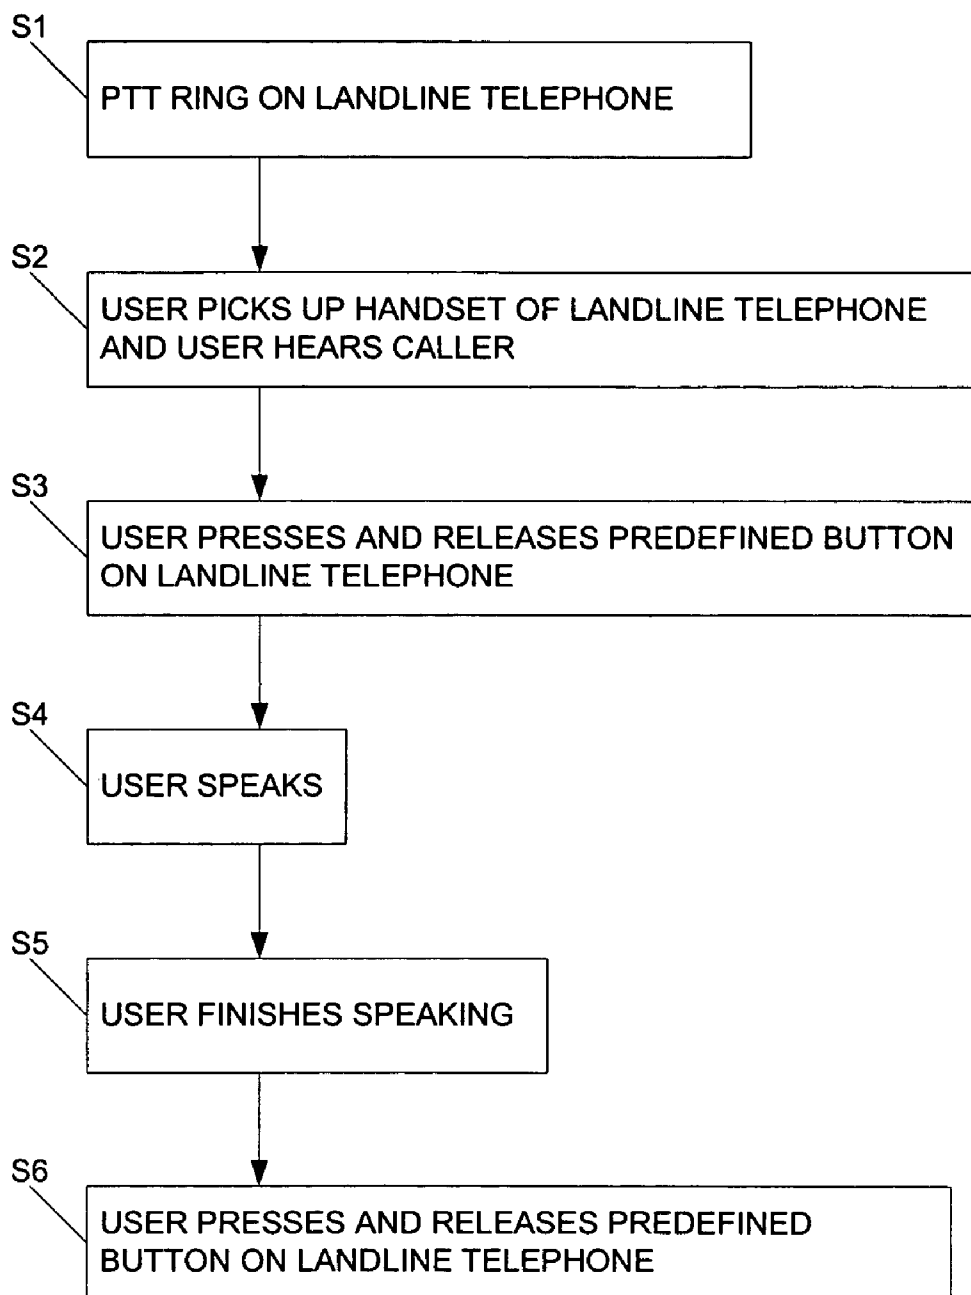 S1
PTT RING ON LANDLINE TELEPHONE
S2
USER PICKS UP HANDSET OF LANDLINE TELEPHONE
AND USER HEARS CALLER
S3
USER PRESSES AND RELEASES PREDEFINED BUTTON
ON LANDLINE TELEPHONE
S4
USER SPEAKS
S5
USER FINISHES SPEAKING
S6
USER PRESSES AND RELEASES PREDEFINED
BUTTON ON LANDLINE TELEPHONE